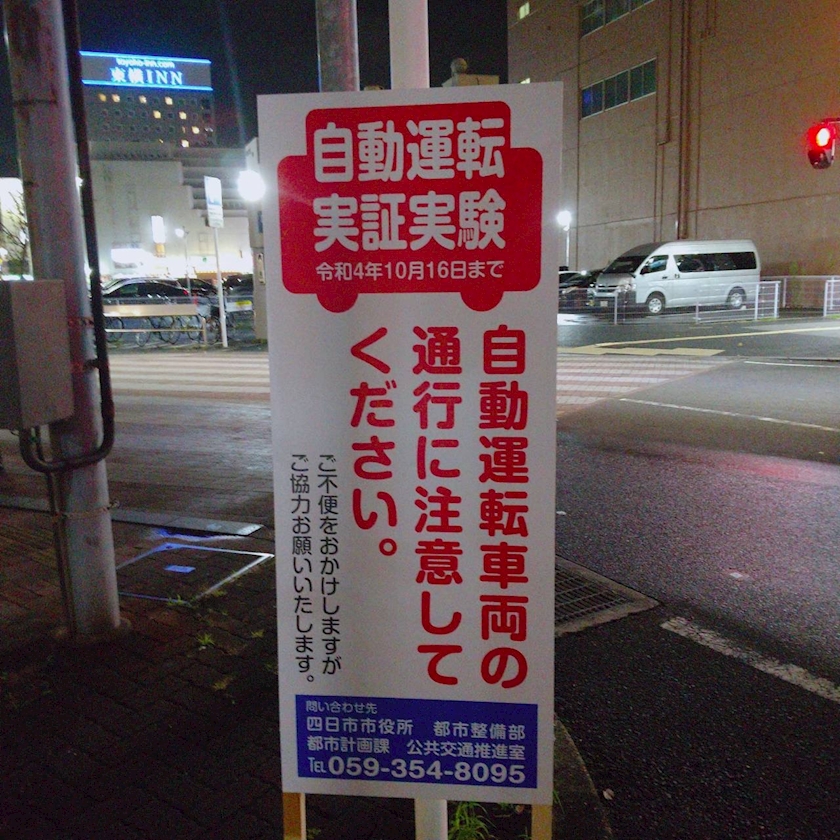 toyoko-inn.com
東横INN
自動運転
実証実験
令和4年10月16日まで
自動運転車両の
通行に注意して
ください。
ご不便をおかけしますが
ご協力お願いいたします。
問い合わせ先
四日市市役所 都市整備部
都市計画課 公共交通推進室
TEL 059-354-8095